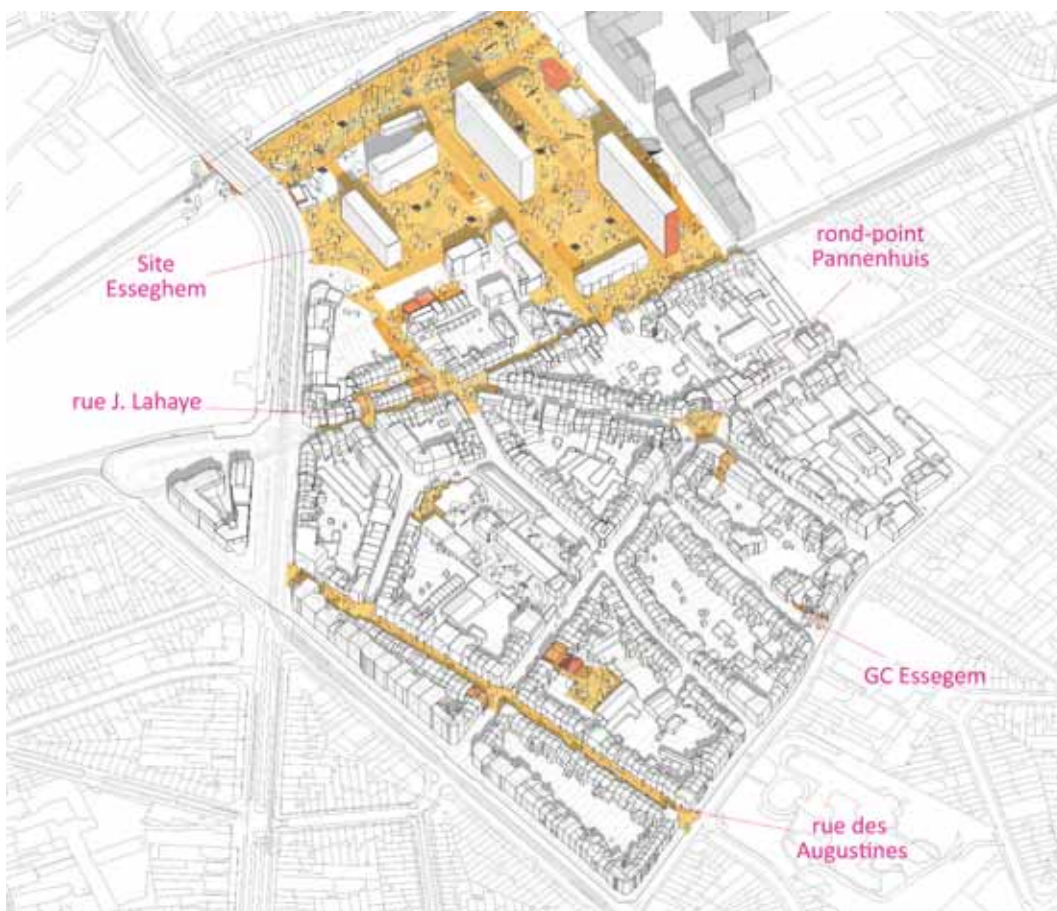 rond-point
Pannenhuis
Site
Esseghem
rue J. Lahaye
GC Essegem
rue des
Augustines